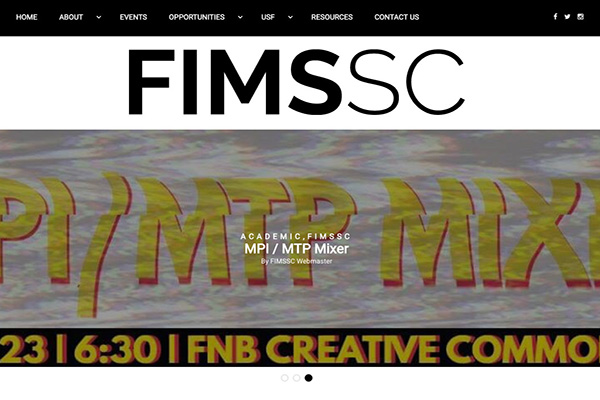 HOME ABOUT EVENTS OPPORTUNITIES USF RESOURCES CONTACT US
FIMSSC
PI/MTP MIX
ACADEMIC,FIMSSC
MPI / MTP Mixer
By FIMSSC Webmaster
23 | 6:30 | FNB CREATIVE COMMO